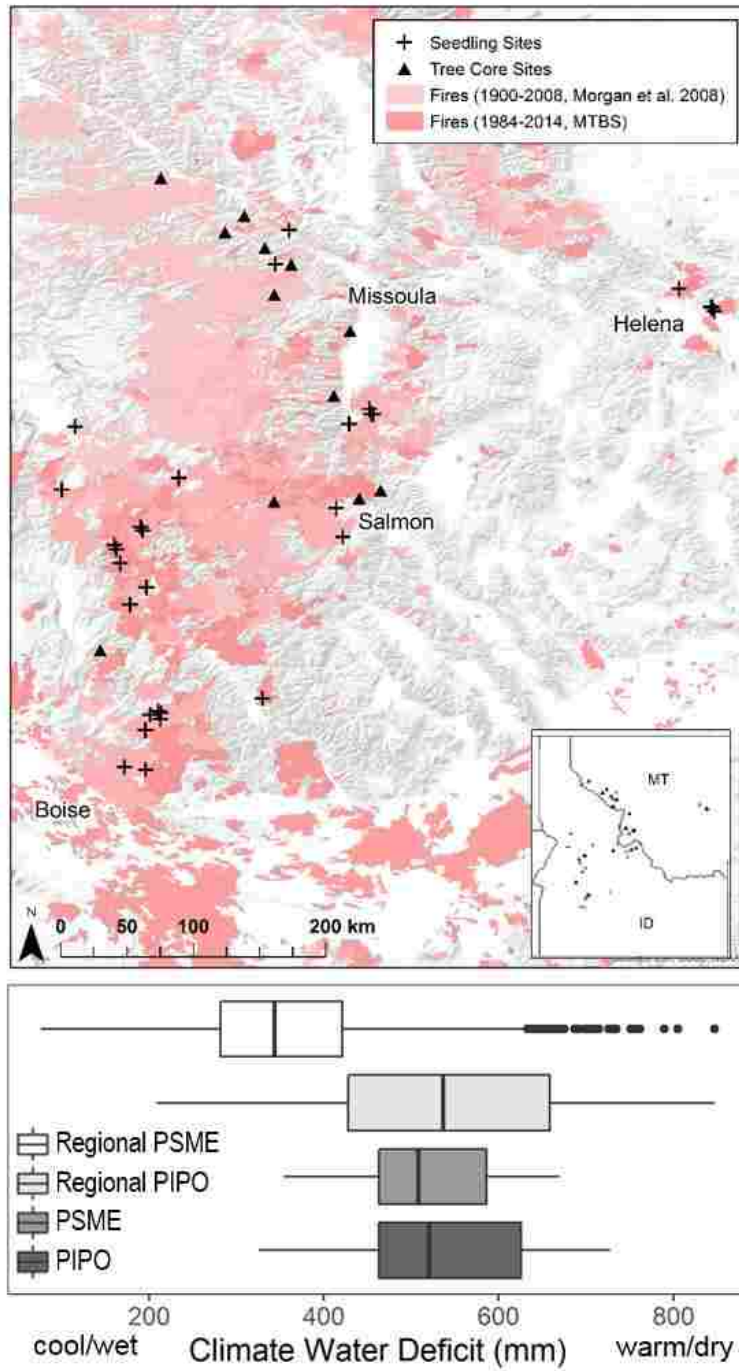 Seedling Sites
Tree Core Sites
Fires (1900-2008, Morgan et al. 2008)
Fires (1984-2014, MTBS)
Missoula
Helena
Salmon
Boise
N
0 50 100 200 km
MT
ID
Regional PSME
Regional PIPO
PSME
PIPO
200 400 600 800
cool/wet Climate Water Deficit (mm) warm/dry